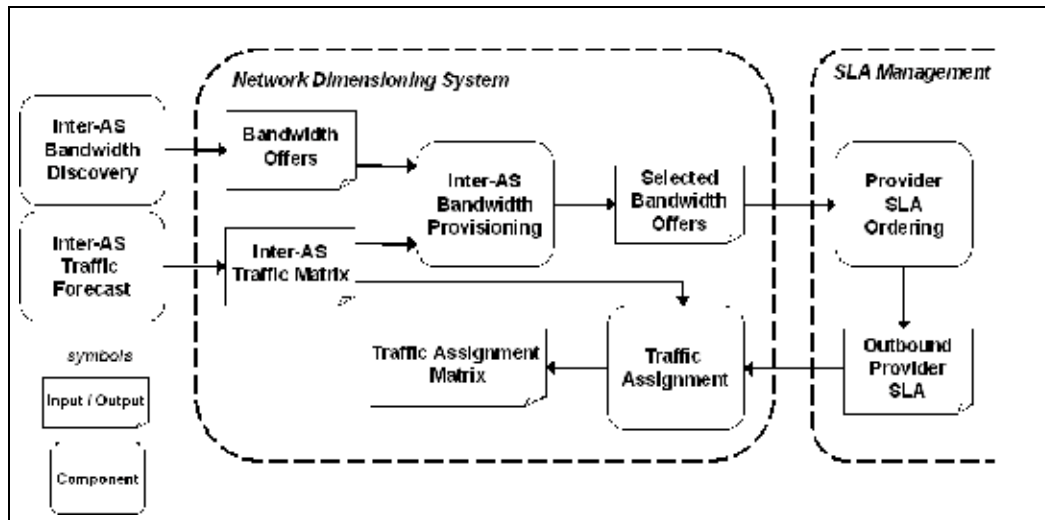 Network Dimensioning System
SLA Management
Inter-AS
Bandwidth
Discovery
Bandwidth
Offers
Inter-AS
Bandwidth
Provisioning
Selected
Bandwidth
Offers
Provider
SLA
Ordering
Inter-AS
Traffic
Forecast
Inter-AS
Traffic Matrix
Traffic Assignment
Matrix
Traffic
Assignment
Outbound
Provider
SLA
symbols
Input / Output
Component